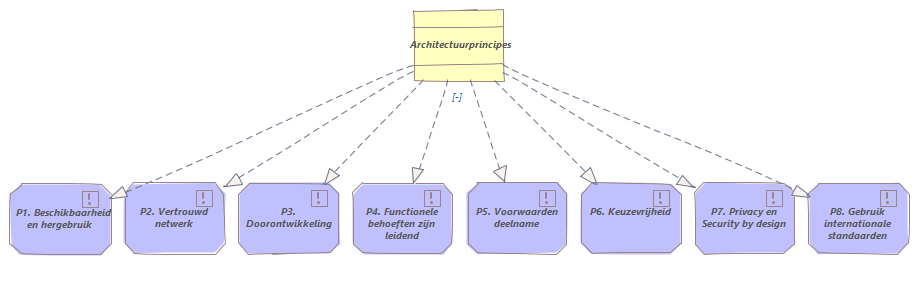 Architectuurprincipes
[-]
P1. Beschikbaarheid
en hergebruik
P2. Vertrouwd
netwerk
P3.
Doorontwikkeling
P4. Functionele
behoeften zijn
leidend
P5. Voorwaarden
deelname
P6. Keuzevrijheid
P7. Privacy en
Security by design
P8. Gebruik
internationale
standaarden